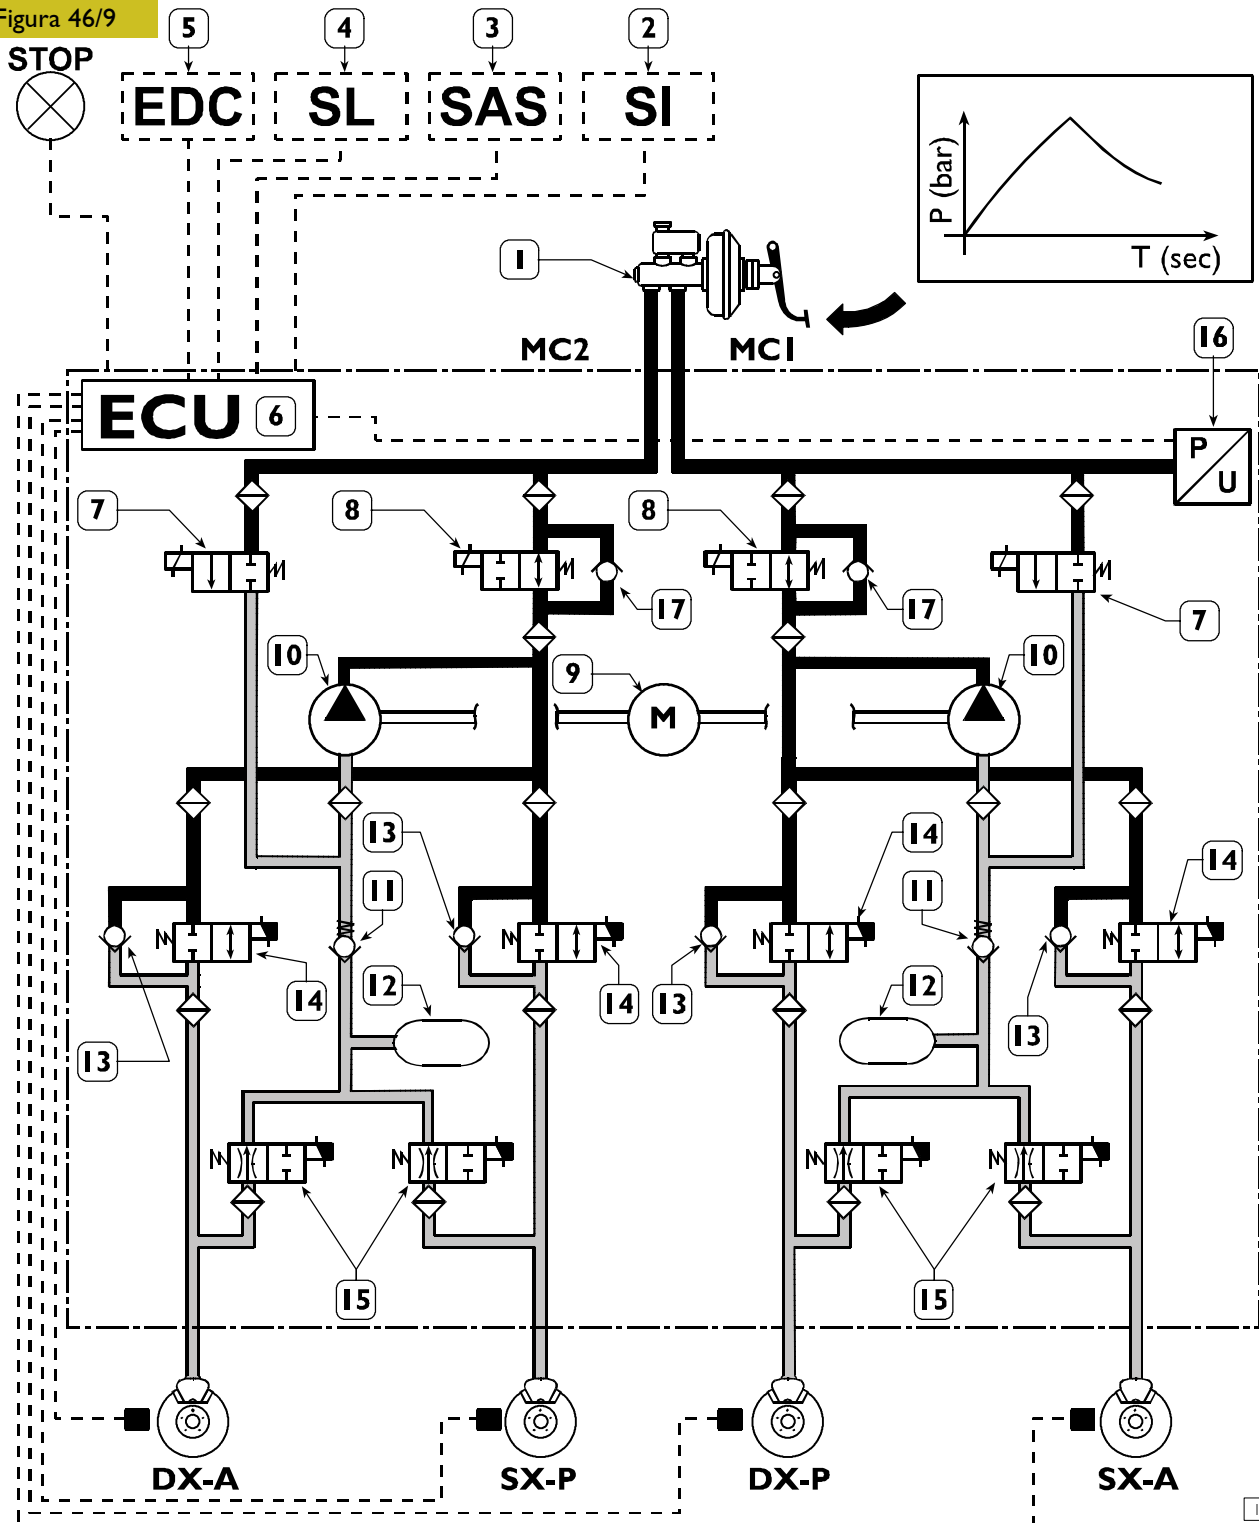 Figura 46/9
5 4 3 2
STOP
EDC SL SAS SI
P (bar)
T (sec)
1
MC2 MC1
16
ECU 6
P
U
7 8 8
17 17 7
10 9 10
M
13 14
14
11 11
12 12
14 14 13
13
13
15 15
DX-A SX-P DX-P SX-A